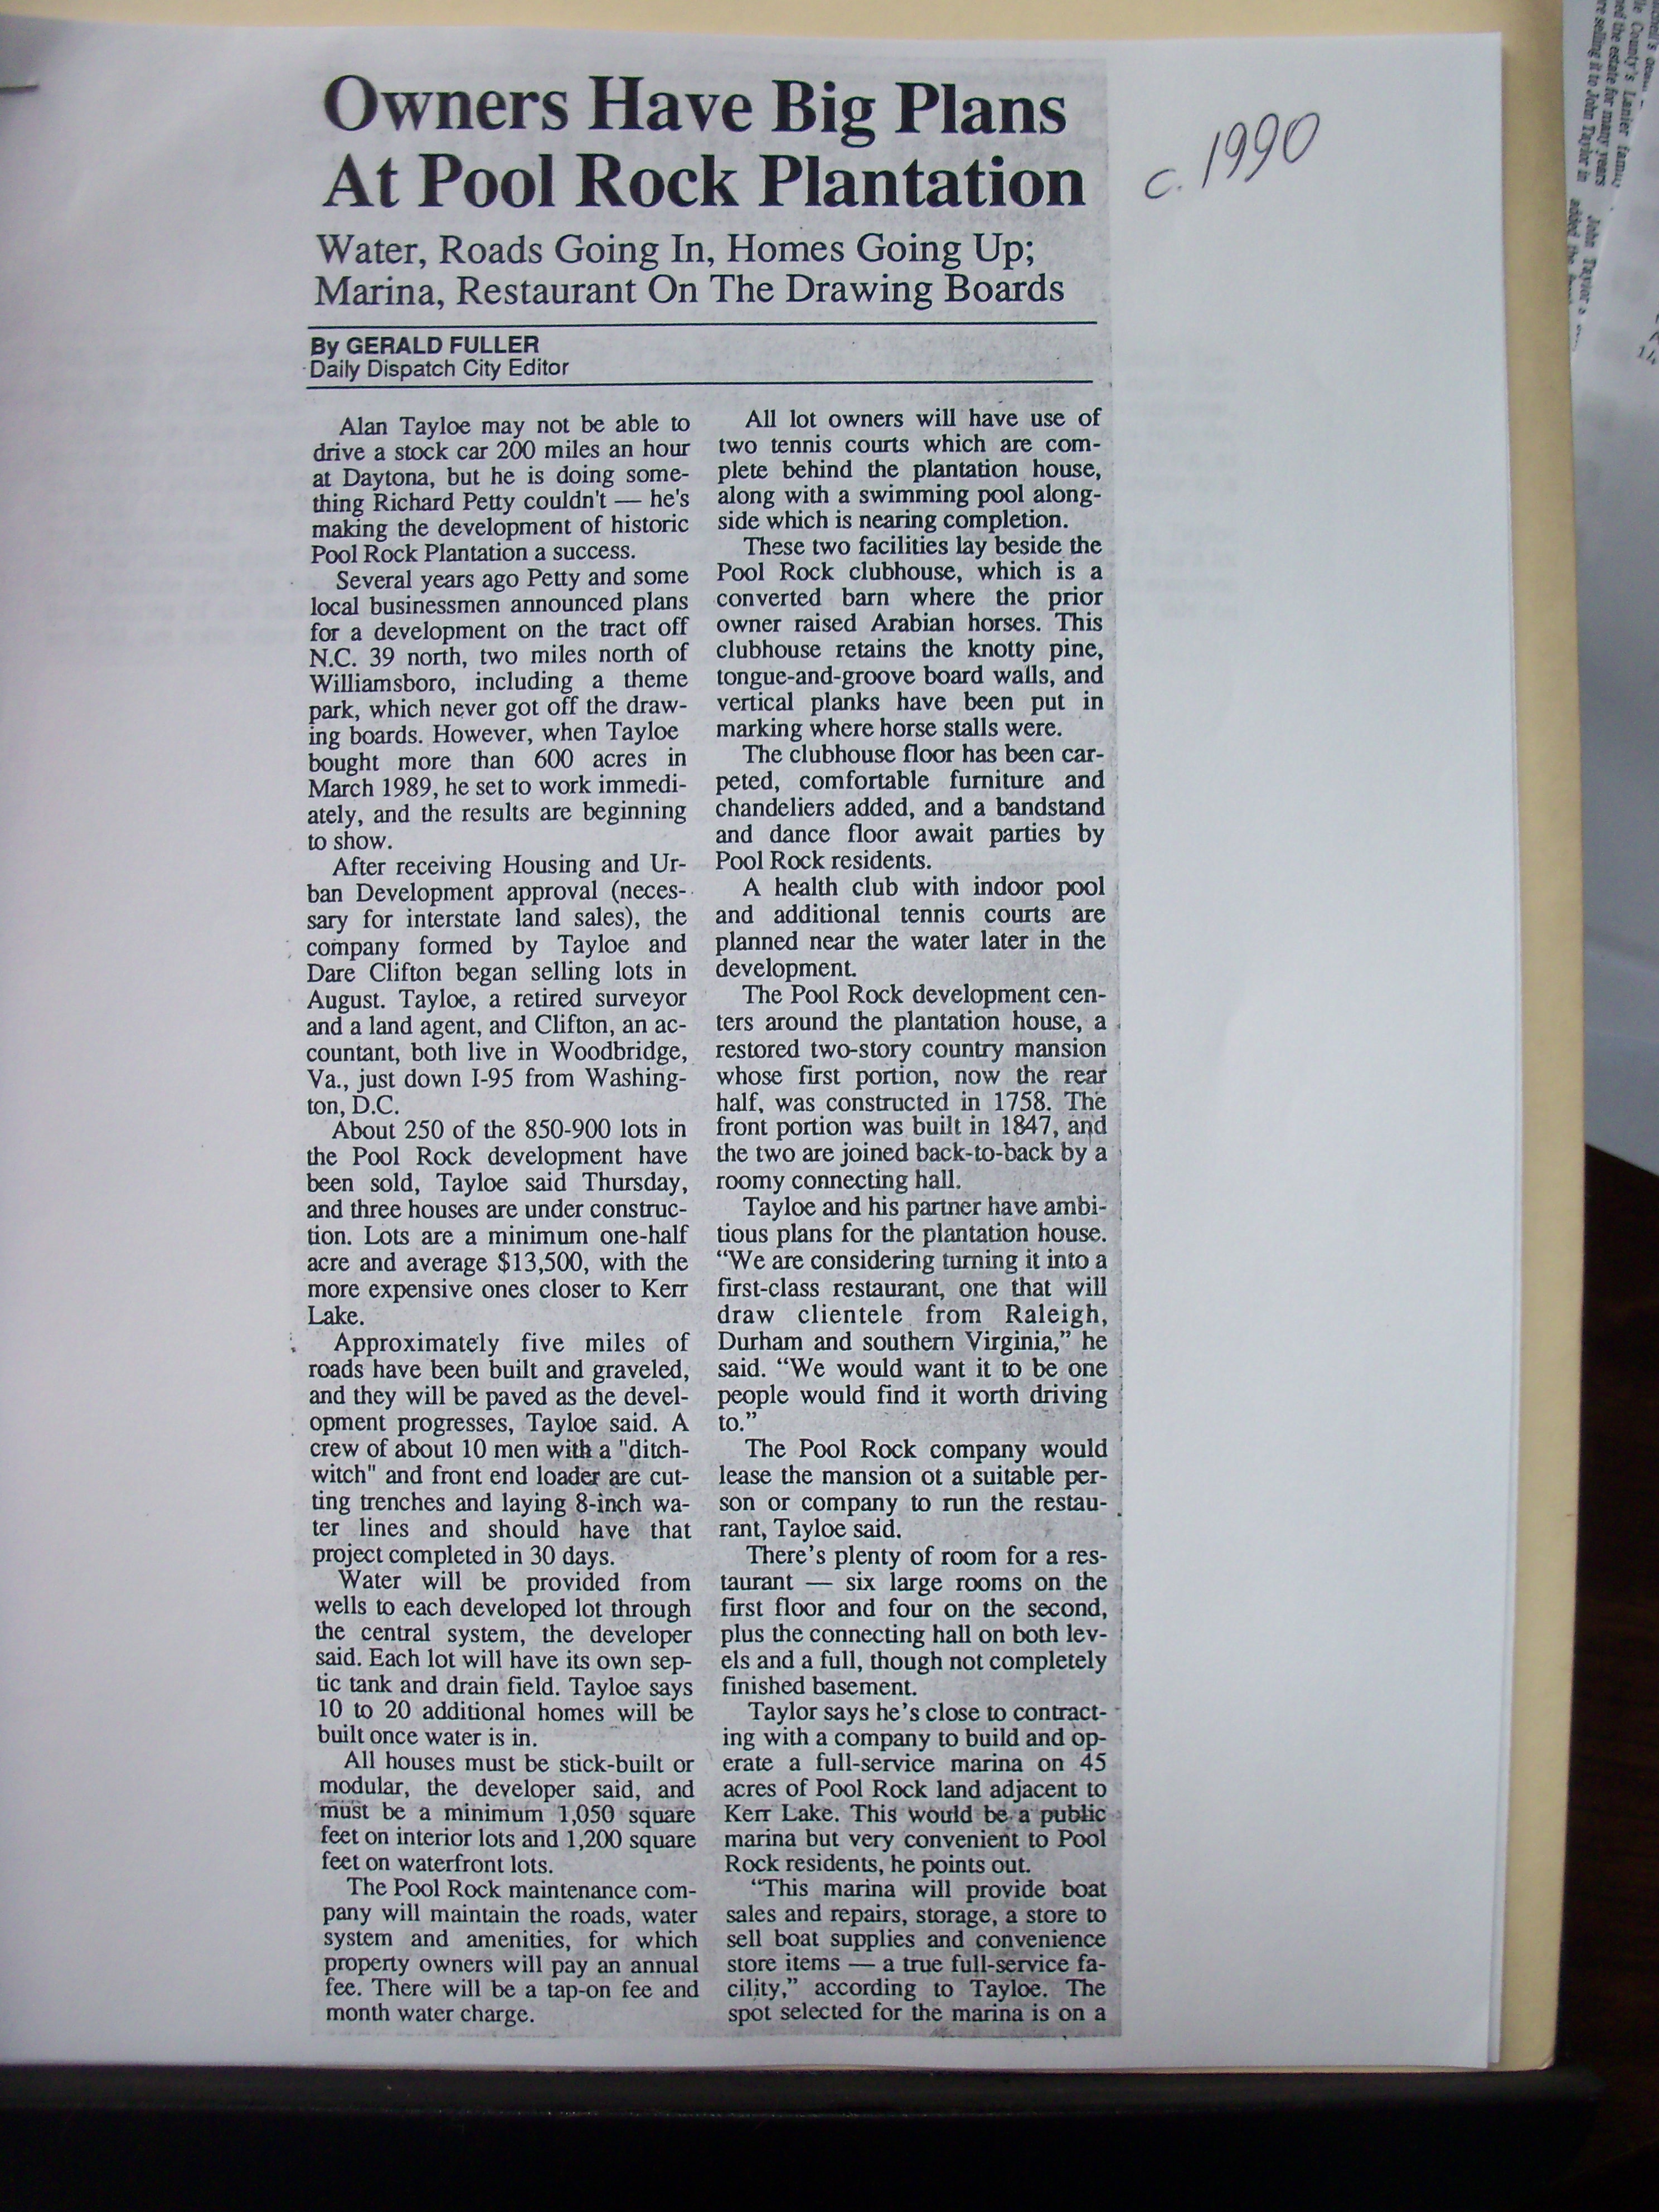 Owners Have Big Plans
At Pool Rock Plantation
c. 1990
Water, Roads Going In, Homes Going Up;
Marina, Restaurant On The Drawing Boards
By GERALD FULLER
Daily Dispatch City Editor
Alan Tayloe may not be able to
drive a stock car 200 miles an hour
at Daytona, but he is doing some-
thing Richard Petty couldn't — he's
making the development of historic
Pool Rock Plantation a success.
Several years ago Petty and some
local businessmen announced plans
for a development on the tract off
N.C. 39 north, two miles north of
Williamsboro, including a theme
park, which never got off the draw-
ing boards. However, when Tayloe
bought more than 600 acres in
March 1989, he set to work immedi-
ately, and the results are beginning
to show.
After receiving Housing and Ur-
ban Development approval (neces-
sary for interstate land sales), the
company formed by Tayloe and
Dare Clifton began selling lots in
August. Tayloe, a retired surveyor
and a land agent, and Clifton, an ac-
countant, both live in Woodbridge,
Va., just down I-95 from Washing-
ton, D.C.
About 250 of the 850-900 lots in
the Pool Rock development have
been sold, Tayloe said Thursday,
and three houses are under construc-
tion. Lots are a minimum one-half
acre and average $13,500, with the
more expensive ones closer to Kerr
Lake.
Approximately five miles of
roads have been built and graveled,
and they will be paved as the devel-
opment progresses, Tayloe said. A
crew of about 10 men with a "ditch-
witch" and front end loader are cut-
ting trenches and laying 8-inch wa-
ter lines and should have that
project completed in 30 days.
Water will be provided from
wells to each developed lot through
the central system, the developer
said. Each lot will have its own sep-
tic tank and drain field. Tayloe says
10 to 20 additional homes will be
built once water is in.
All houses must be stick-built or
modular, the developer said, and
must be a minimum 1,050 square
feet on interior lots and 1,200 square
feet on waterfront lots.
The Pool Rock maintenance com-
pany will maintain the roads, water
system and amenities, for which
property owners will pay an annual
fee. There will be a tap-on fee and
month water charge.
All lot owners will have use of
two tennis courts which are com-
plete behind the plantation house,
along with a swimming pool along-
side which is nearing completion.
These two facilities lay beside the
Pool Rock clubhouse, which is a
converted barn where the prior
owner raised Arabian horses. This
clubhouse retains the knotty pine,
tongue-and-groove board walls, and
vertical planks have been put in
marking where horse stalls were.
The clubhouse floor has been car-
peted, comfortable furniture and
chandeliers added, and a bandstand
and dance floor await parties by
Pool Rock residents.
A health club with indoor pool
and additional tennis courts are
planned near the water later in the
development.
The Pool Rock development cen-
ters around the plantation house, a
restored two-story country mansion
whose first portion, now the rear
half, was constructed in 1758. The
front portion was built in 1847, and
the two are joined back-to-back by a
roomy connecting hall.
Tayloe and his partner have ambi-
tious plans for the plantation house.
“We are considering turning it into a
first-class restaurant, one that will
draw clientele from Raleigh,
Durham and southern Virginia,” he
said. “We would want it to be one
people would find it worth driving
to.”
The Pool Rock company would
lease the mansion ot a suitable per-
son or company to run the restau-
rant, Tayloe said.
There’s plenty of room for a res-
taurant — six large rooms on the
first floor and four on the second,
plus the connecting hall on both lev-
els and a full, though not completely
finished basement.
Taylor says he’s close to contract-
ing with a company to build and op-
erate a full-service marina on 45
acres of Pool Rock land adjacent to
Kerr Lake. This would be a public
marina but very convenient to Pool
Rock residents, he points out.
“This marina will provide boat
sales and repairs, storage, a store to
sell boat supplies and convenience
store items — a true full-service fa-
cility,” according to Tayloe. The
spot selected for the marina is on a
le County's Lanier
ed the estate for many years
re selling it to John Taylor in
John Taylor's
added the